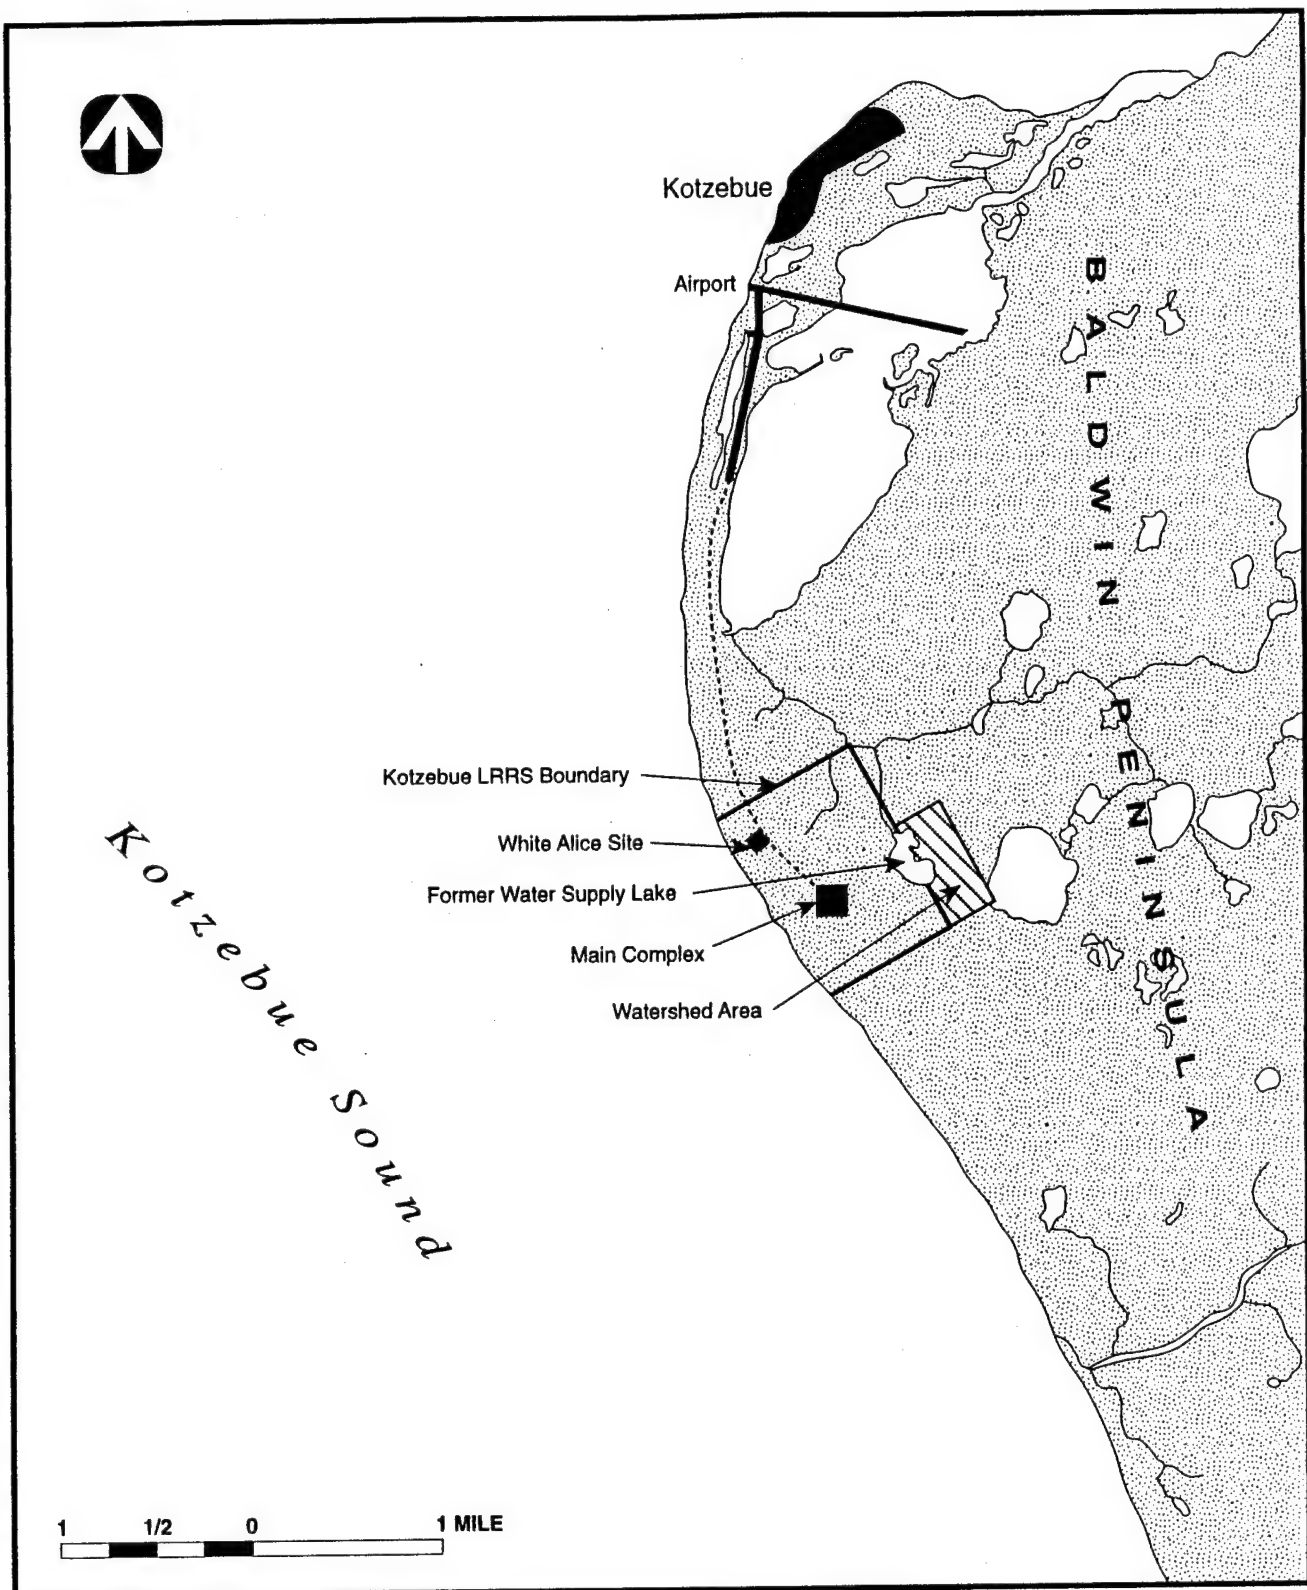 Kotzebue
Airport
BALDWIN
PENINSULA
Kotzebue LRRS Boundary
White Alice Site
Former Water Supply Lake
Main Complex
Watershed Area
Kotzebue Sound
1 1/2 0 1 MILE